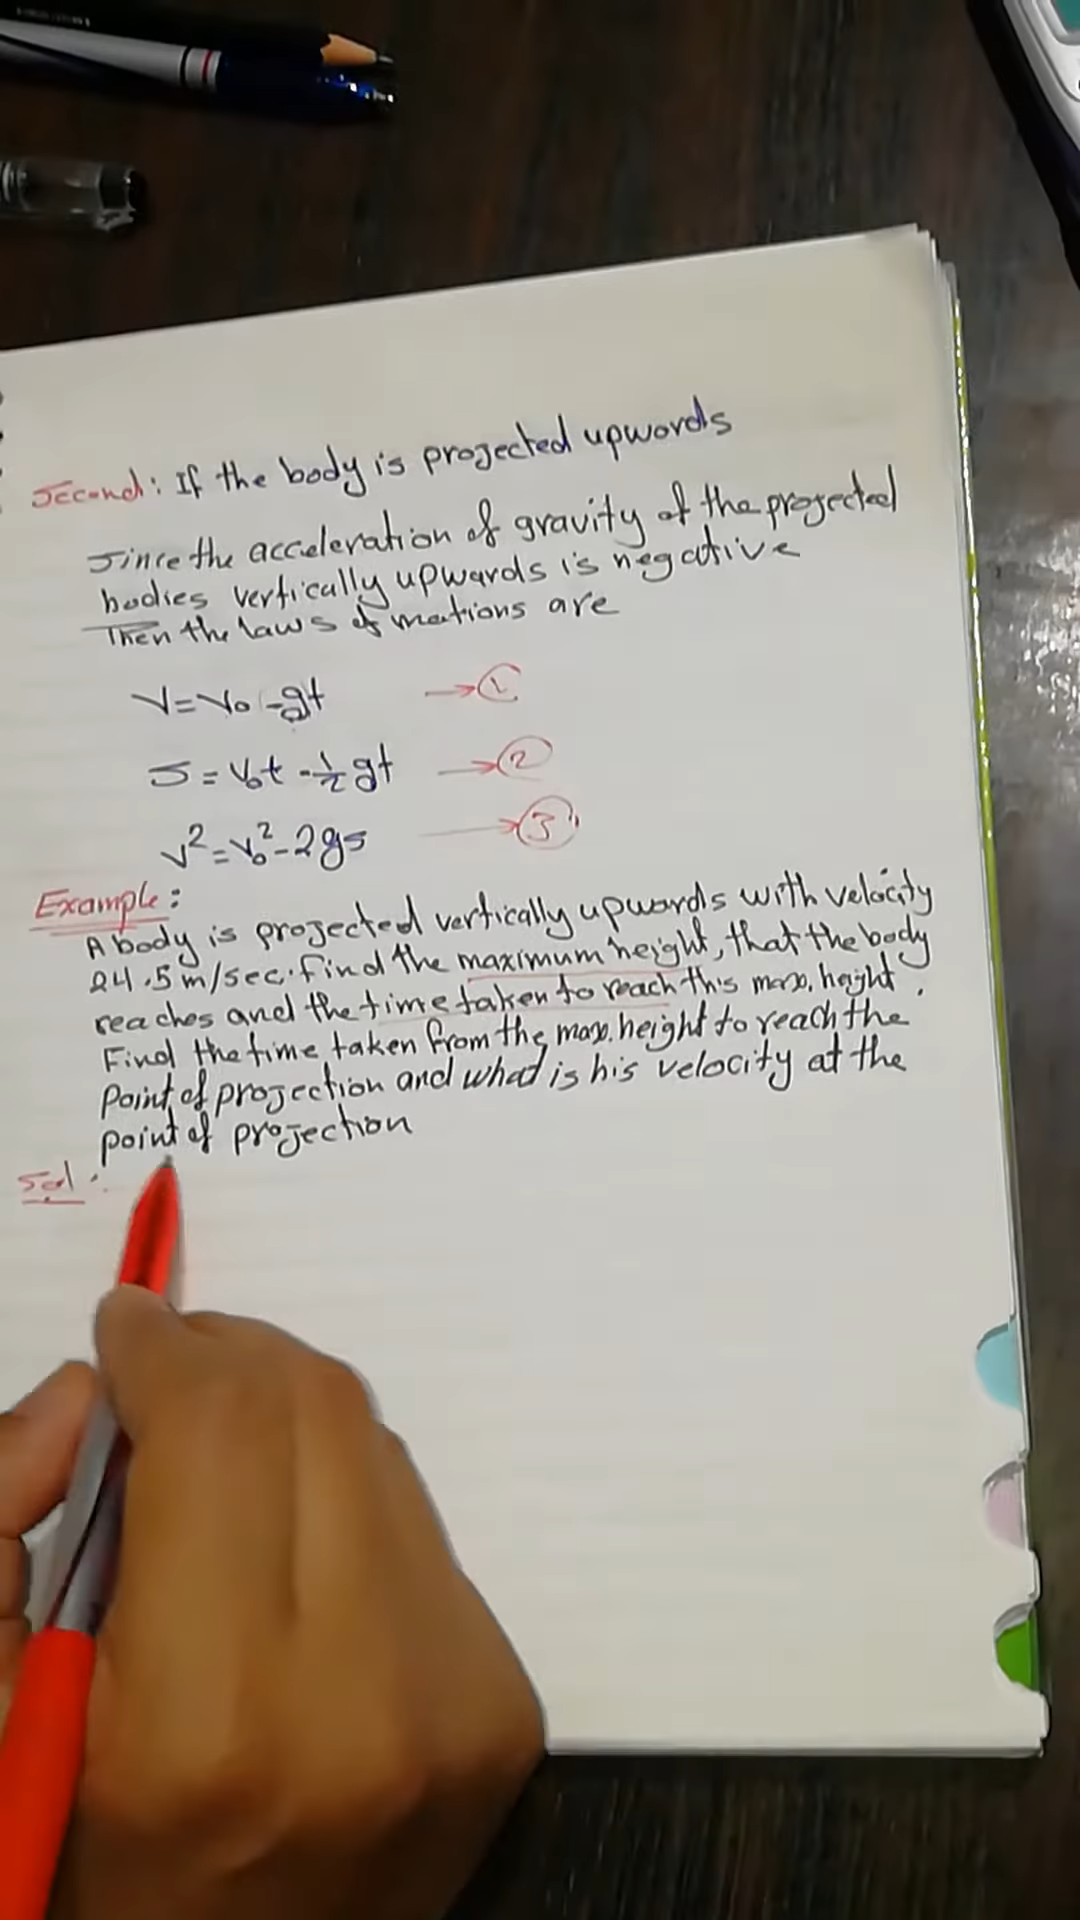 Second: If the body is projected upwords
Since the acceleration of gravity of the projected
bodies vertically upwards is negative
Then the laws of motions are
V = V₀ - gt → ①
S = V₀t - ½ gt → ②
V² = V₀² - 2gs → ③
Example:
A body is projected vertically upwords with velocity
24.5 m/sec. find the maximum height, that the body
reaches and the time taken to reach this max. height.
Find the time taken from the max. height to reach the
point of projection and what is his velocity at the
point of projection
Sol: